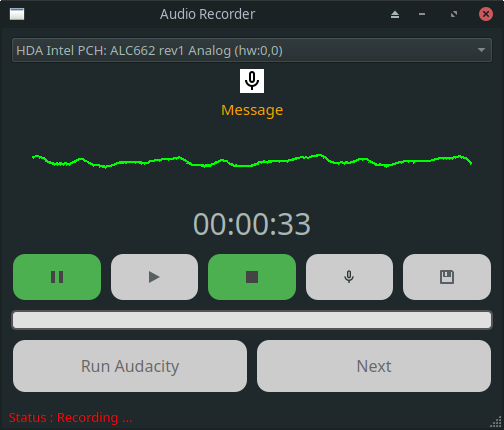 Audio Recorder
HDA Intel PCH: ALC662 rev1 Analog (hw:0,0)
Message
00:00:33
Run Audacity
Next
Status : Recording ...